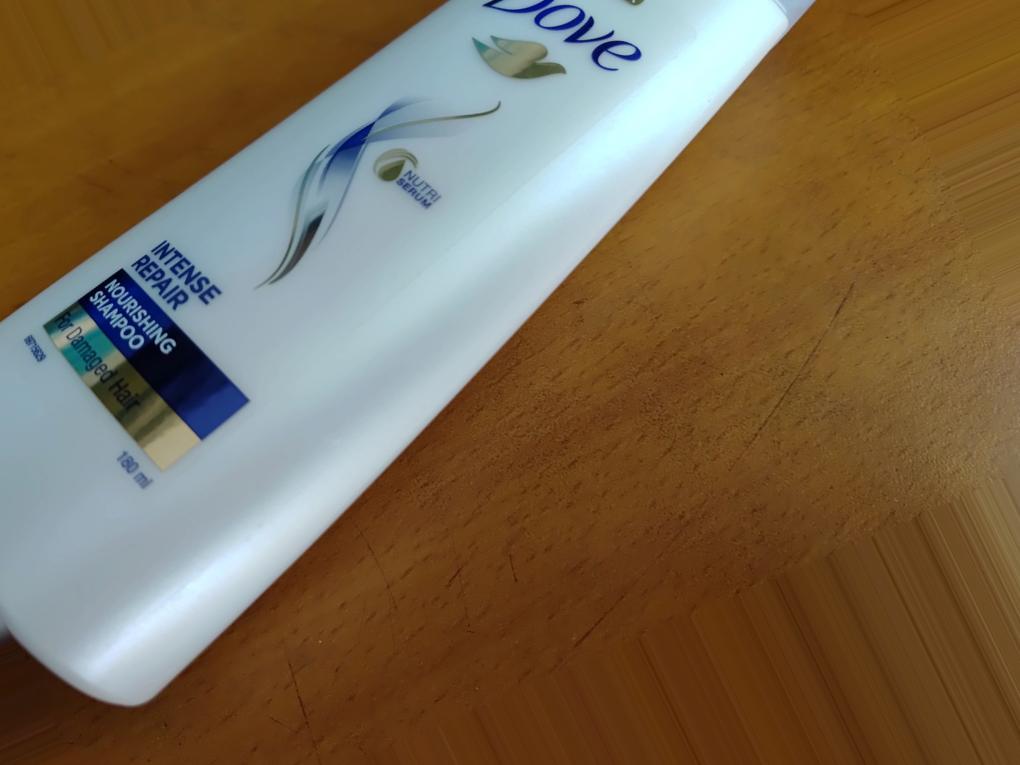 Dove
NUTRI
SERUM
INTENSE
REPAIR
NOURISHING
SHAMPOO
For Damaged Hair
180 ml